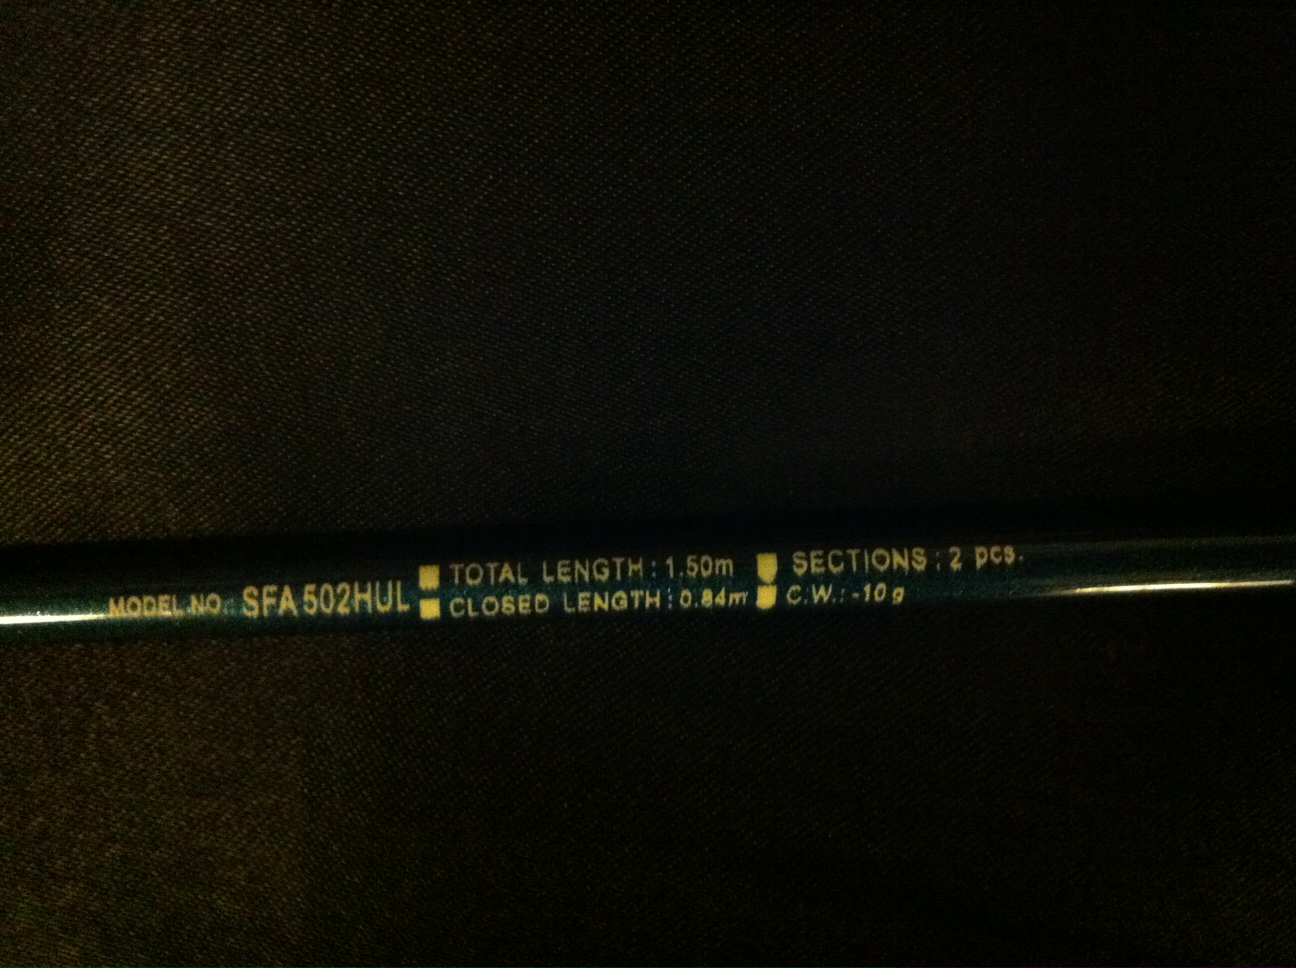 MODEL NO. SFA 502HUL
TOTAL LENGTH : 1.50m
CLOSED LENGTH : 0.84m
SECTIONS : 2 pcs.
C.W. : -10 g